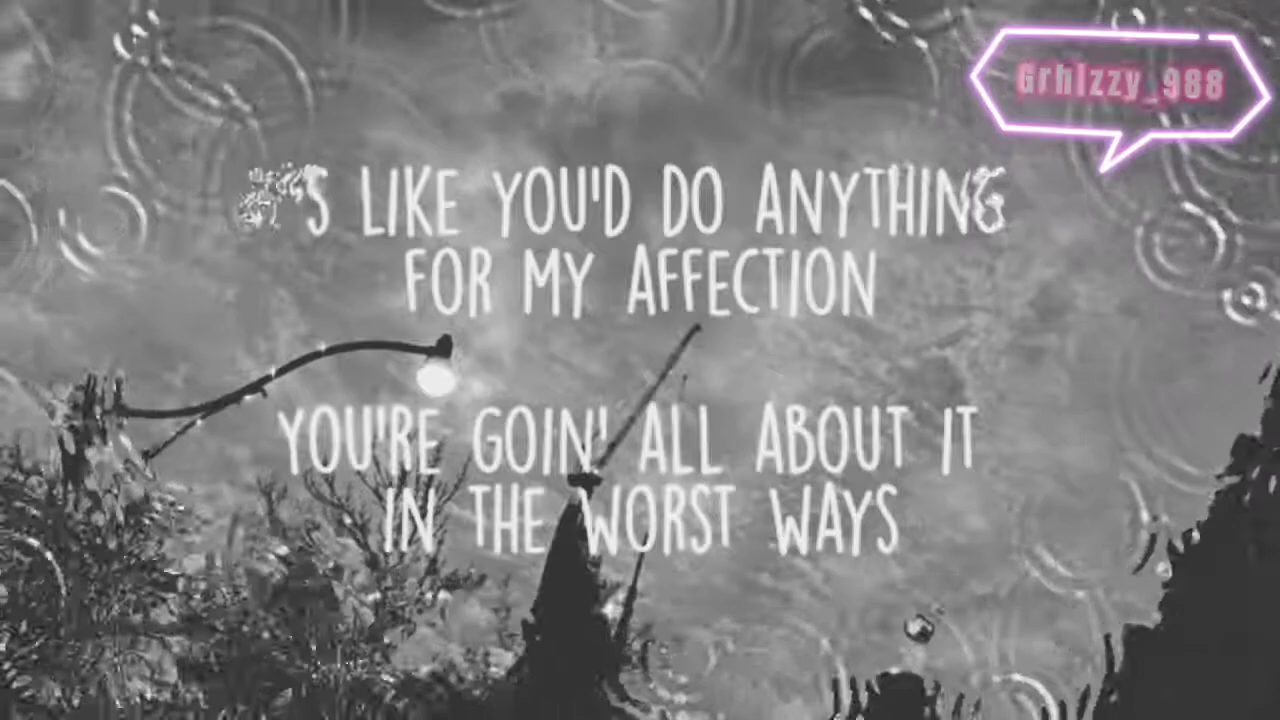 Grhlzzy_988
'S LIKE YOU'D DO ANYTHING
FOR MY AFFECTION
YOU'RE GOIN' ALL ABOUT IT
IN THE WORST WAYS